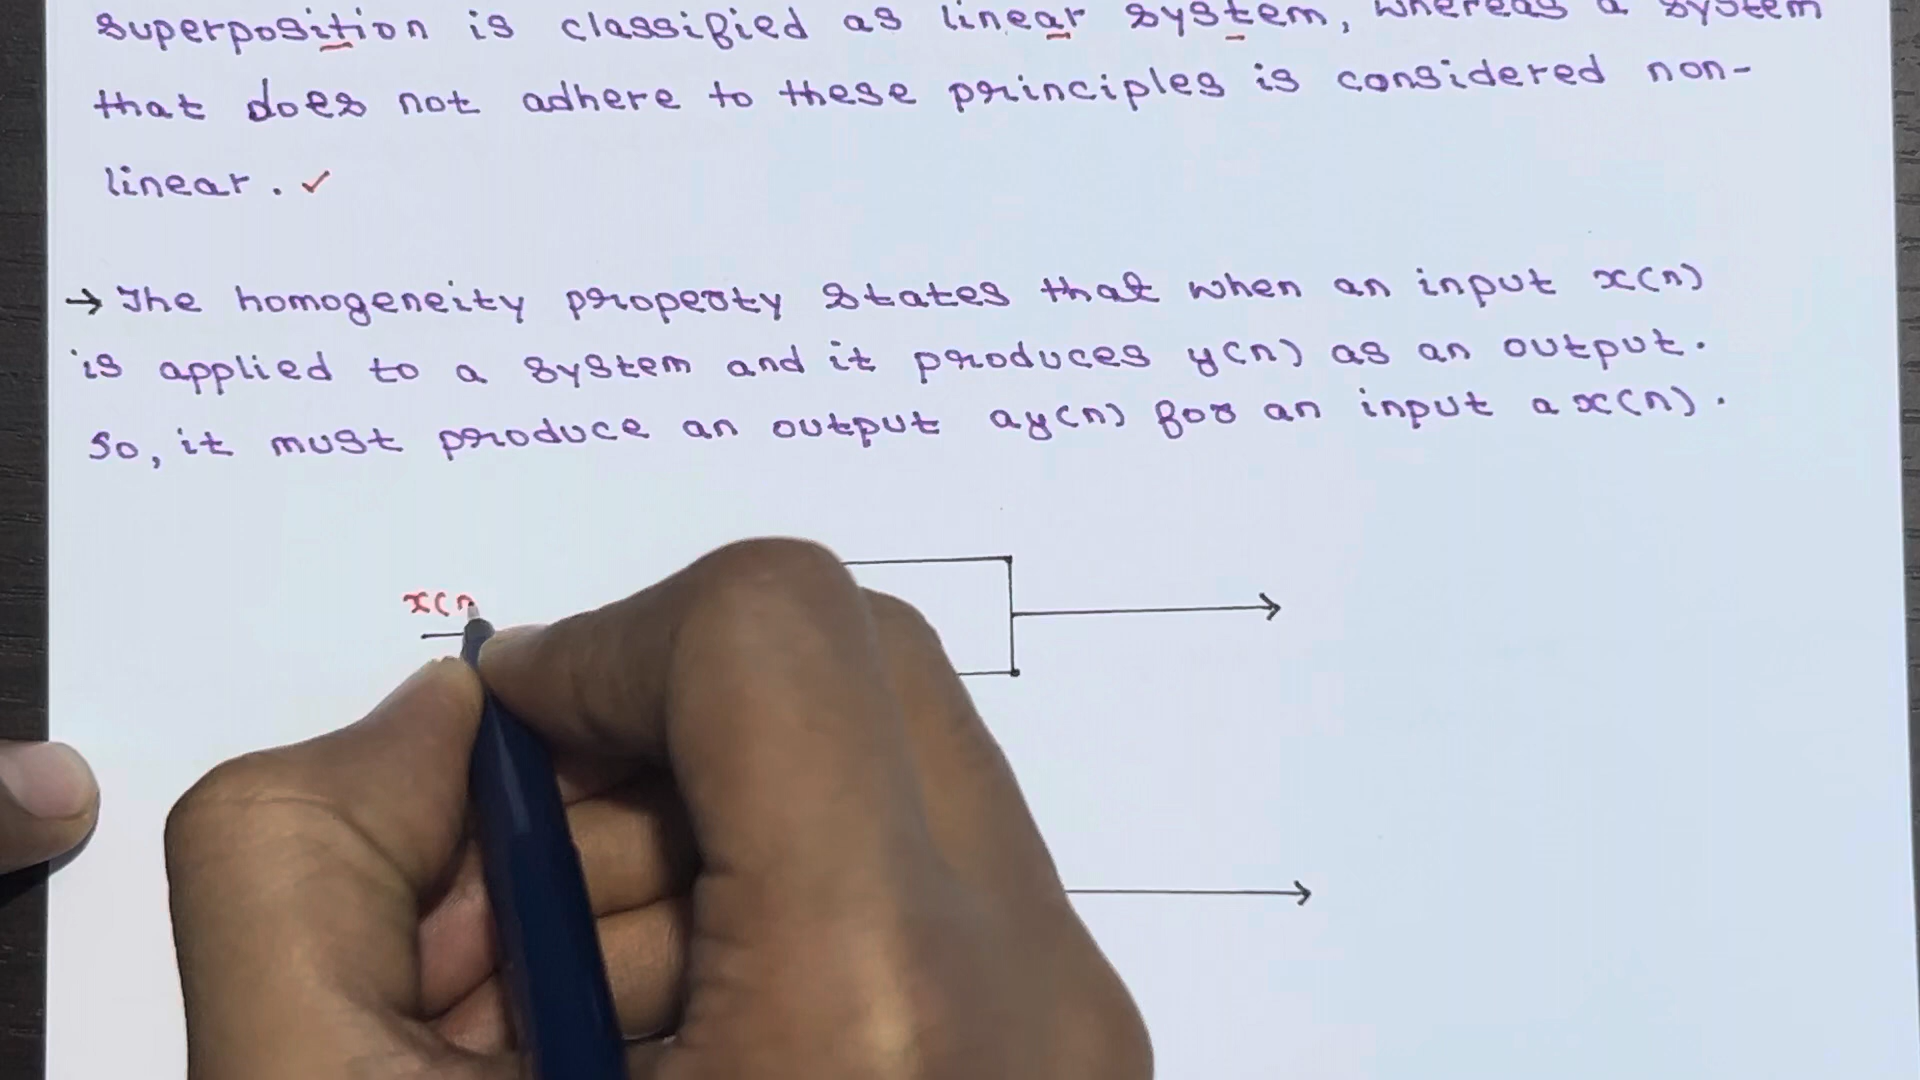 superposition is classified as linear system, whereas a system
that does not adhere to these principles is considered non-
linear. ✓
→ The homogeneity property states that when an input x(n)
is applied to a system and it produces y(n) as an output.
So, it must produce an output ay(n) for an input a x(n).
x(n